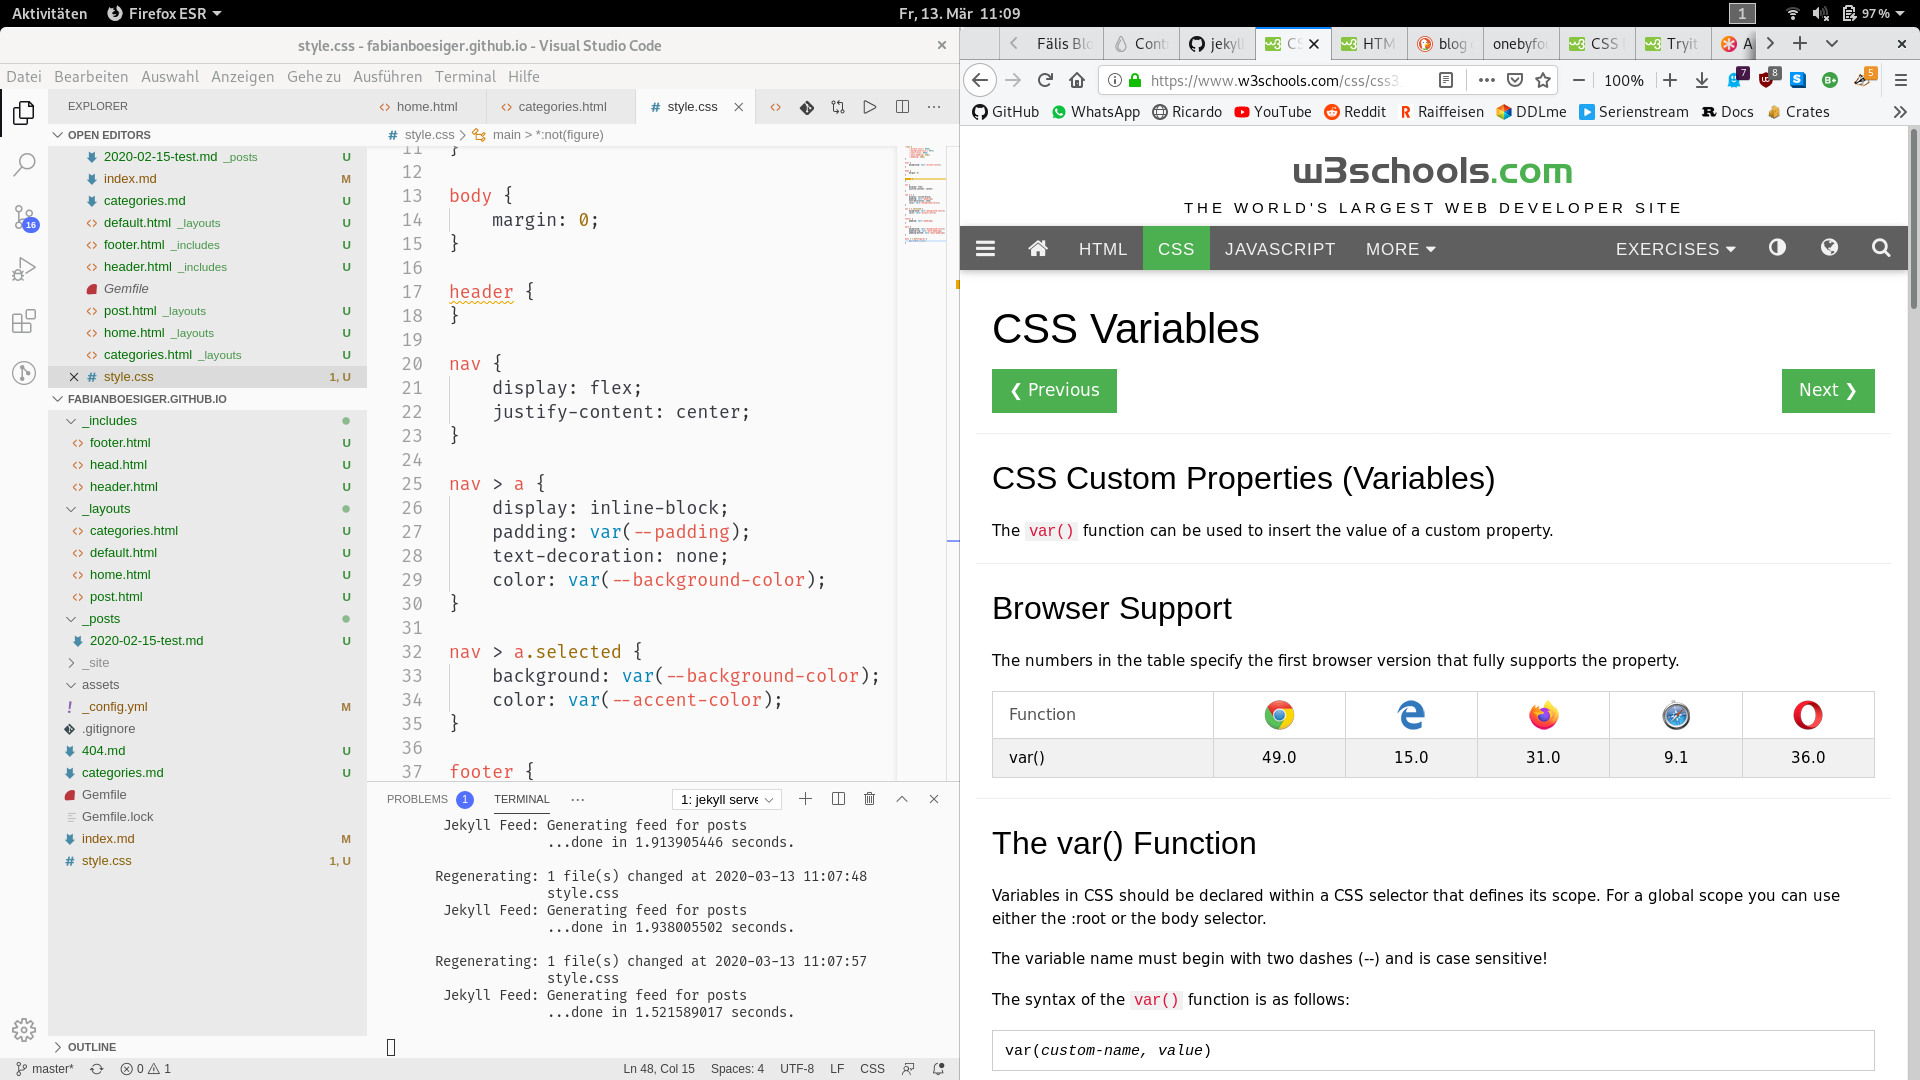 Aktivitäten
Firefox ESR
Fr, 13. Mär 11:09
1
97 %
style.css - fabianboesiger.github.io - Visual Studio Code
Datei Bearbeiten Auswahl Anzeigen Gehe zu Ausführen Terminal Hilfe
EXPLORER
home.html
categories.html
style.css
OPEN EDITORS
style.css > main > *:not(figure)
16
2020-02-15-test.md _posts U
index.md M
categories.md U
default.html _layouts U
footer.html _includes U
header.html _includes U
Gemfile
post.html _layouts U
home.html _layouts U
categories.html _layouts U
style.css 1, U
FABIANBOESIGER.GITHUB.IO
_includes
footer.html U
head.html U
header.html U
_layouts
categories.html U
default.html U
home.html U
post.html U
_posts
2020-02-15-test.md U
_site
assets
_config.yml M
.gitignore
404.md U
categories.md U
Gemfile
Gemfile.lock
index.md M
style.css 1, U
OUTLINE
11 }
12
13 body {
14 margin: 0;
15 }
16
17 header {
18 }
19
20 nav {
21 display: flex;
22 justify-content: center;
23 }
24
25 nav > a {
26 display: inline-block;
27 padding: var(--padding);
28 text-decoration: none;
29 color: var(--background-color);
30 }
31
32 nav > a.selected {
33 background: var(--background-color);
34 color: var(--accent-color);
35 }
36
37 footer {
PROBLEMS 1 TERMINAL ··· 1: jekyll serve
Jekyll Feed: Generating feed for posts
...done in 1.913905446 seconds.
Regenerating: 1 file(s) changed at 2020-03-13 11:07:48
style.css
Jekyll Feed: Generating feed for posts
...done in 1.938005502 seconds.
Regenerating: 1 file(s) changed at 2020-03-13 11:07:57
style.css
Jekyll Feed: Generating feed for posts
...done in 1.521589017 seconds.
master* 0 1 Ln 48, Col 15 Spaces: 4 UTF-8 LF CSS
Fälis Blo Cont jekyl CS HTM blog onebyfo CSS Tryit A
https://www.w3schools.com/css/css3
100%
7 8 5
GitHub WhatsApp Ricardo YouTube Reddit Raiffeisen DDLme Serienstream Docs Crates
w3schools.com
THE WORLD'S LARGEST WEB DEVELOPER SITE
HTML CSS JAVASCRIPT MORE EXERCISES
CSS Variables
❮ Previous
Next ❯
CSS Custom Properties (Variables)
The var() function can be used to insert the value of a custom property.
Browser Support
The numbers in the table specify the first browser version that fully supports the property.
Function
var() 49.0 15.0 31.0 9.1 36.0
The var() Function
Variables in CSS should be declared within a CSS selector that defines its scope. For a global scope you can use
either the :root or the body selector.
The variable name must begin with two dashes (--) and is case sensitive!
The syntax of the var() function is as follows:
var(custom-name, value)